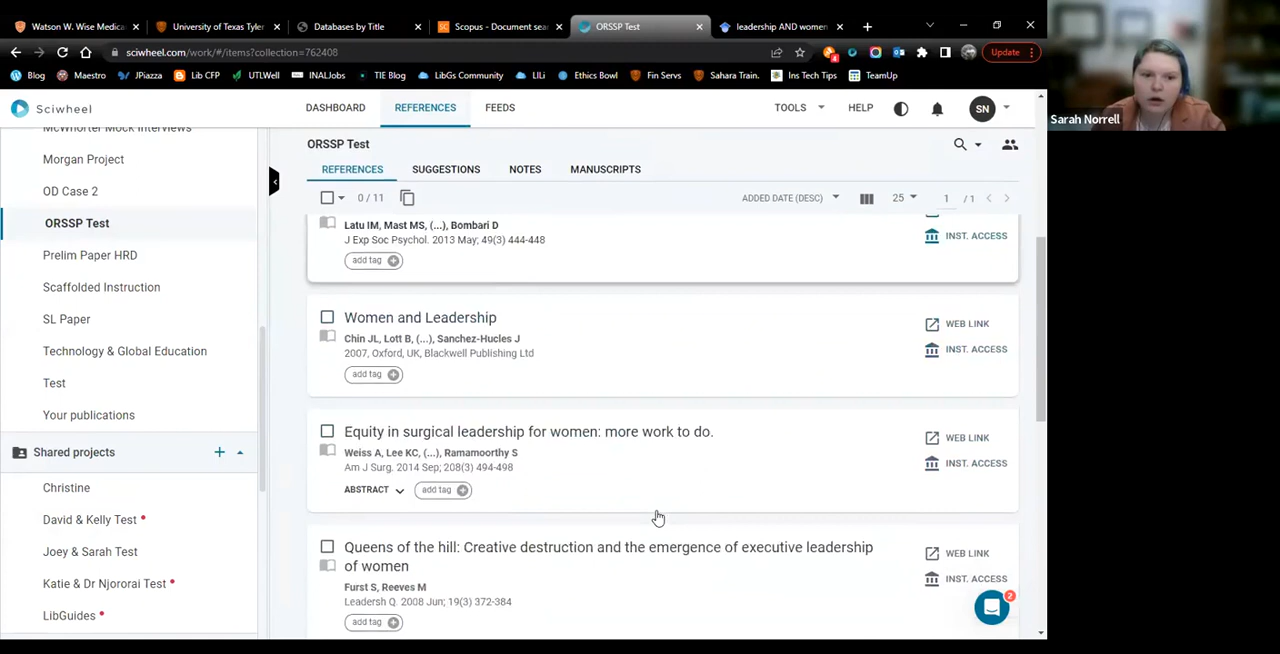 Watson W. Wise Medica
University of Texas Tyler
Databases by Title
Scopus - Document sear
ORSSP Test
leadership AND women
sciwheel.com/work/#/items?collection=762408
Update
Blog
Maestro
JPiazza
Lib CFP
UTLWell
INALJobs
TIE Blog
LibGs Community
LILi
Ethics Bowl
Fin Servs
Sahara Train.
Ins Tech Tips
TeamUp
Sciwheel
DASHBOARD
REFERENCES
FEEDS
TOOLS
HELP
SN
Sarah Norrell
McWhorter Mock Interviews
Morgan Project
OD Case 2
ORSSP Test
Prelim Paper HRD
Scaffolded Instruction
SL Paper
Technology & Global Education
Test
Your publications
Shared projects
Christine
David & Kelly Test
Joey & Sarah Test
Katie & Dr Njororai Test
LibGuides
ORSSP Test
REFERENCES
SUGGESTIONS
NOTES
MANUSCRIPTS
0 / 11
ADDED DATE (DESC)
25
1 / 1
Latu IM, Mast MS, (...), Bombari D
J Exp Soc Psychol. 2013 May; 49(3) 444-448
add tag
INST. ACCESS
Women and Leadership
Chin JL, Lott B, (...), Sanchez-Hucles J
2007, Oxford, UK, Blackwell Publishing Ltd
add tag
WEB LINK
INST. ACCESS
Equity in surgical leadership for women: more work to do.
Weiss A, Lee KC, (...), Ramamoorthy S
Am J Surg. 2014 Sep; 208(3) 494-498
ABSTRACT
add tag
WEB LINK
INST. ACCESS
Queens of the hill: Creative destruction and the emergence of executive leadership
of women
Furst S, Reeves M
Leadersh Q. 2008 Jun; 19(3) 372-384
add tag
WEB LINK
INST. ACCESS
2